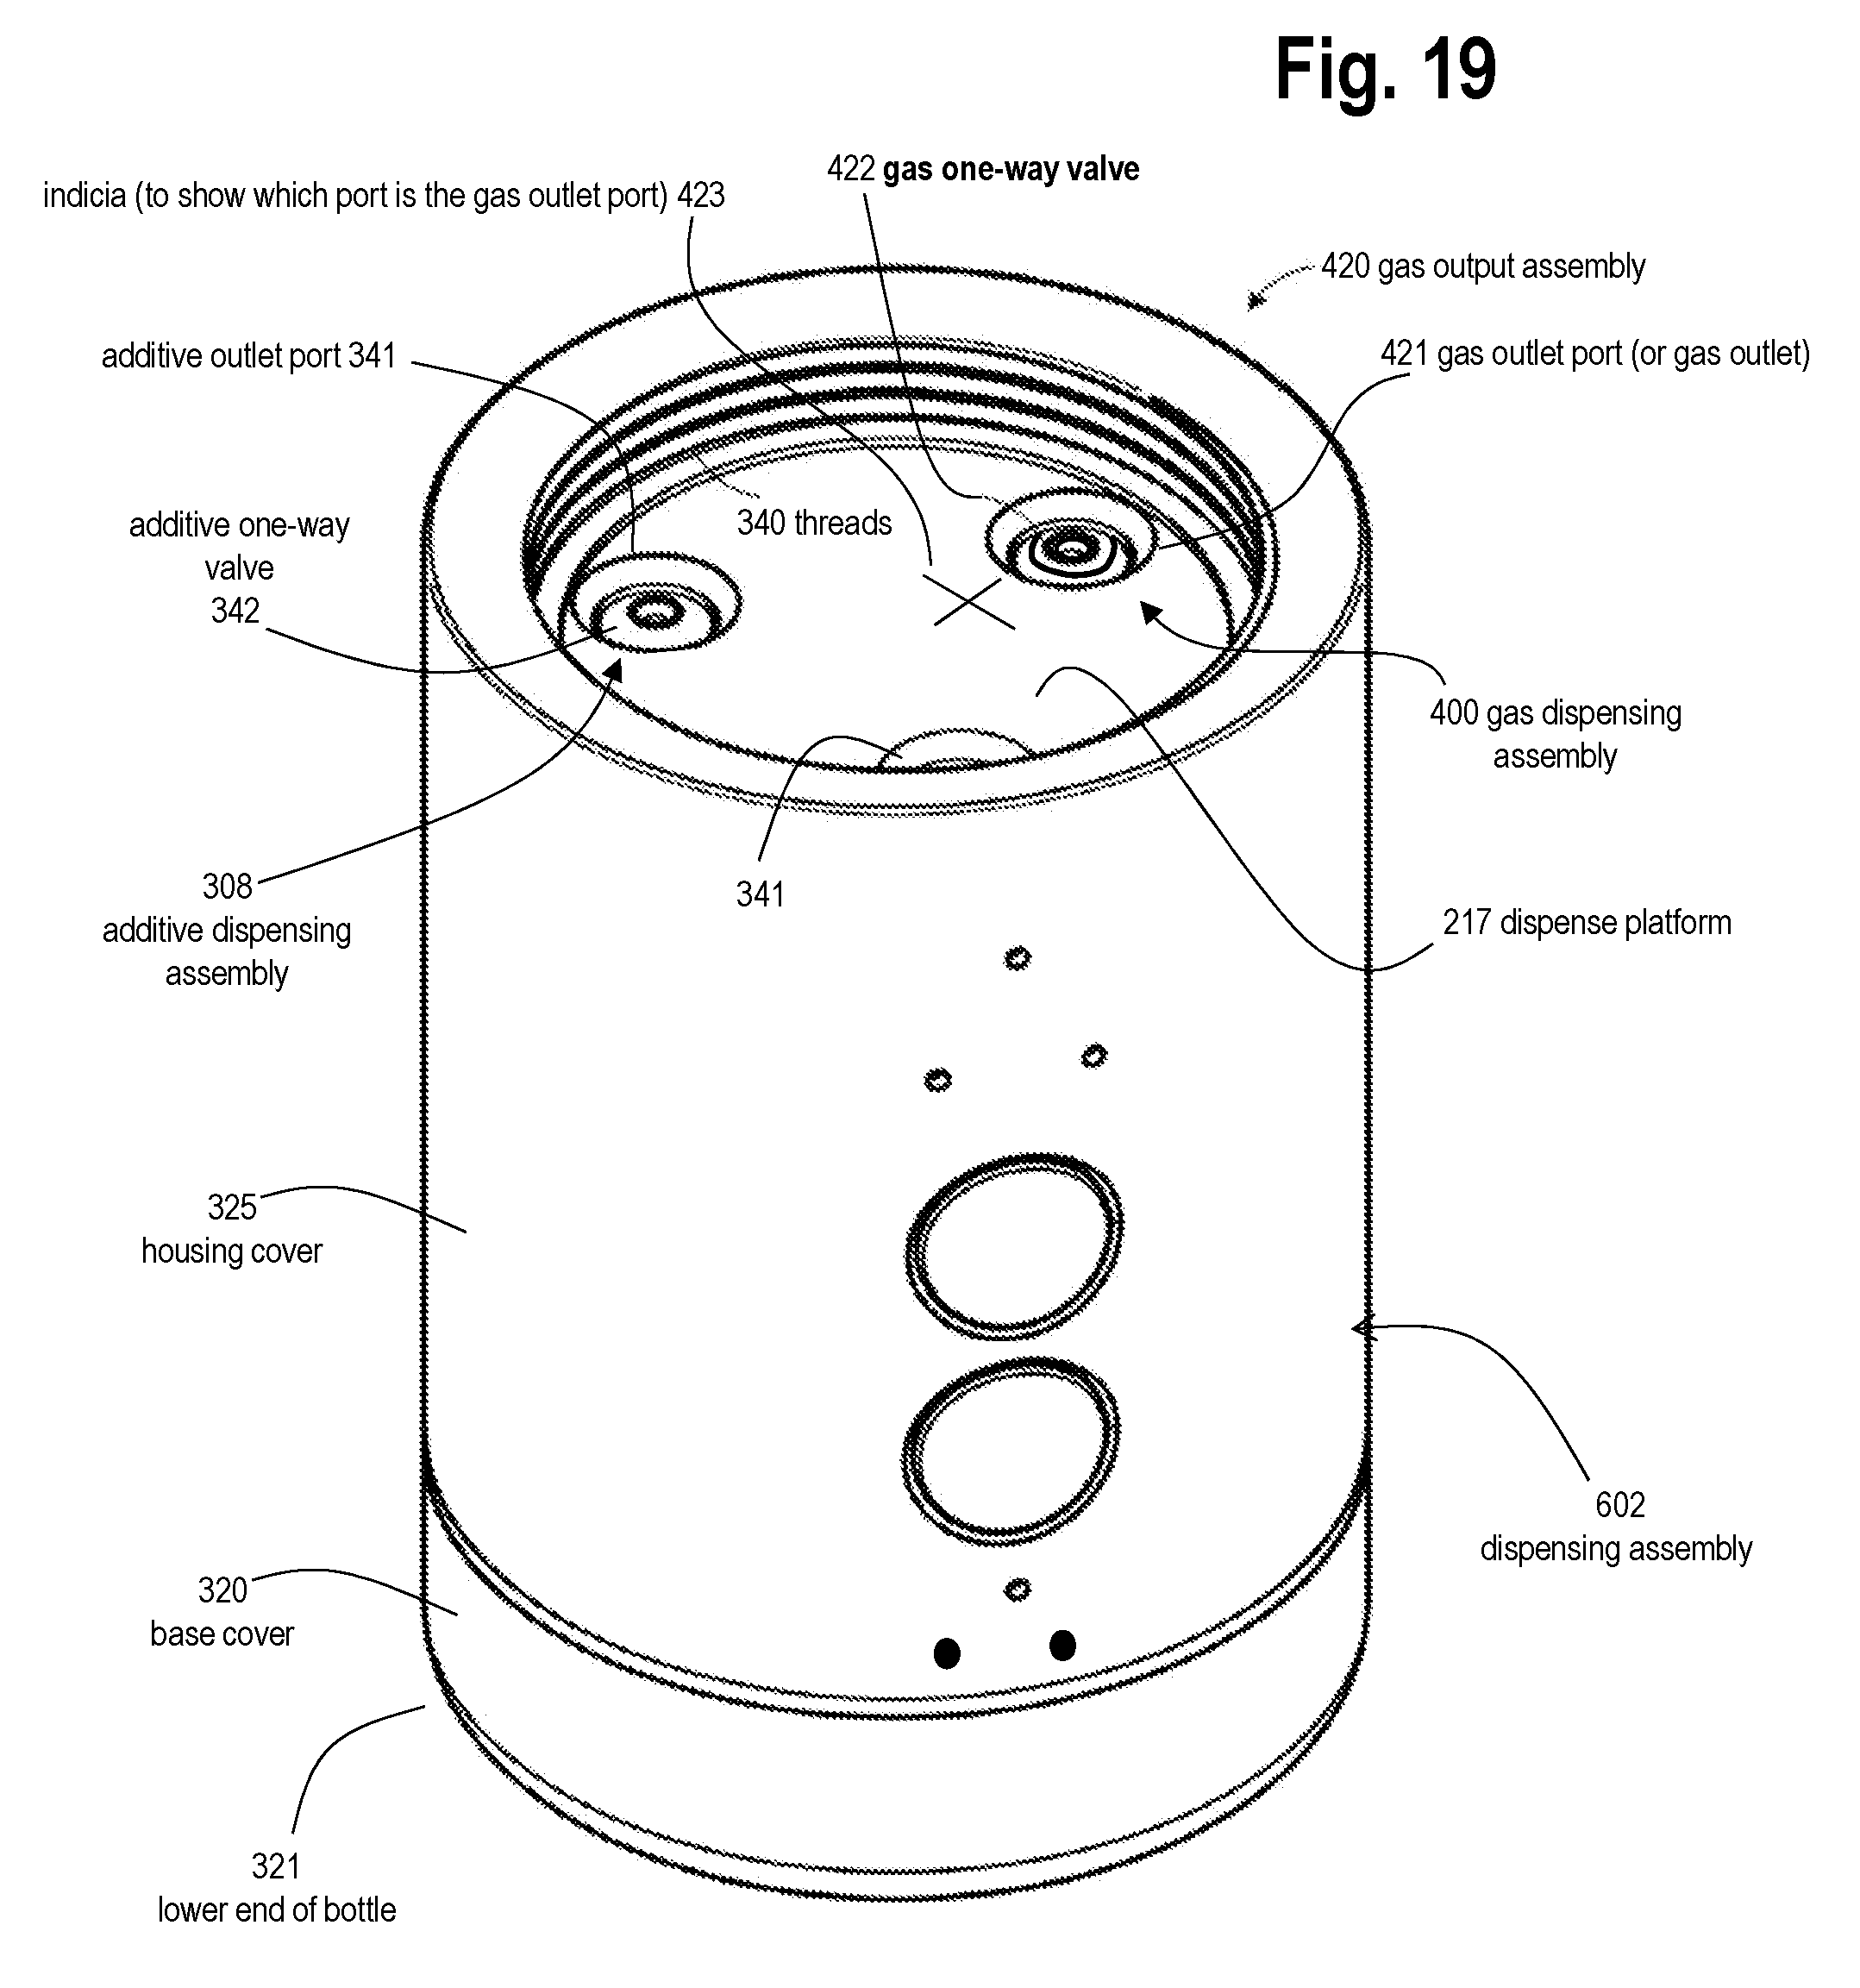 Fig. 19
422 gas one-way valve
indicia (to show which port is the gas outlet port) 423
420 gas output assembly
additive outlet port 341
421 gas outlet port (or gas outlet)
340 threads
additive one-way
valve
342
400 gas dispensing
assembly
308
additive dispensing
assembly
341
217 dispense platform
325
housing cover
602
dispensing assembly
320
base cover
321
lower end of bottle